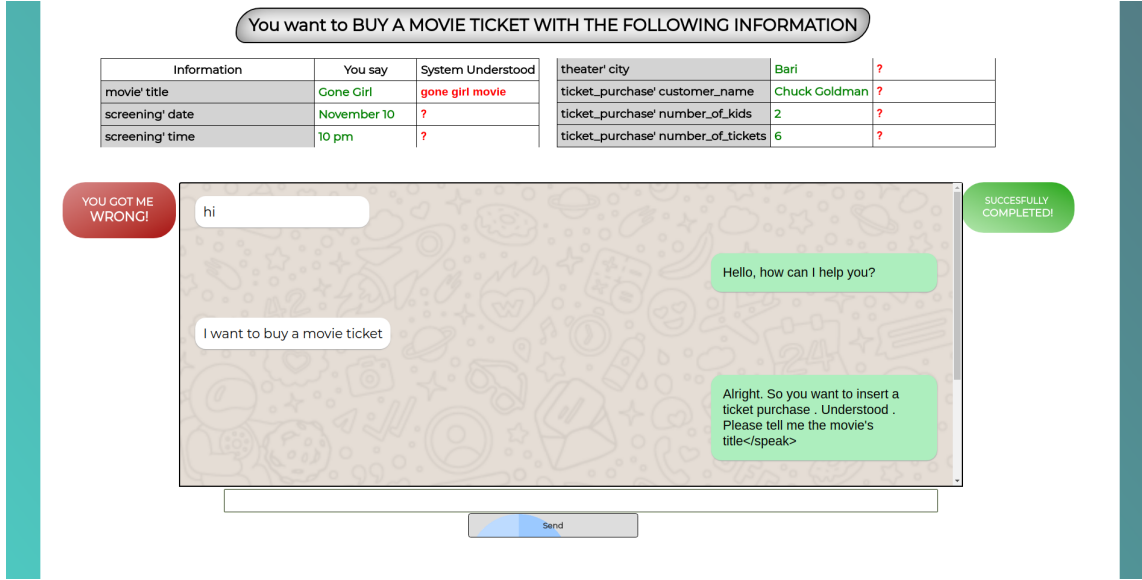 You want to BUY A MOVIE TICKET WITH THE FOLLOWING INFORMATION
Information You say System Understood
movie' title Gone Girl gone girl movie
screening' date November 10 ?
screening' time 10 pm ?
theater' city Bari ?
ticket_purchase' customer_name Chuck Goldman ?
ticket_purchase' number_of_kids 2 ?
ticket_purchase' number_of_tickets 6 ?
YOU GOT ME
WRONG!
SUCCESFULLY
COMPLETED!
hi
Hello, how can I help you?
I want to buy a movie ticket
Alright. So you want to insert a
ticket purchase . Understood .
Please tell me the movie's
title</speak>
Send